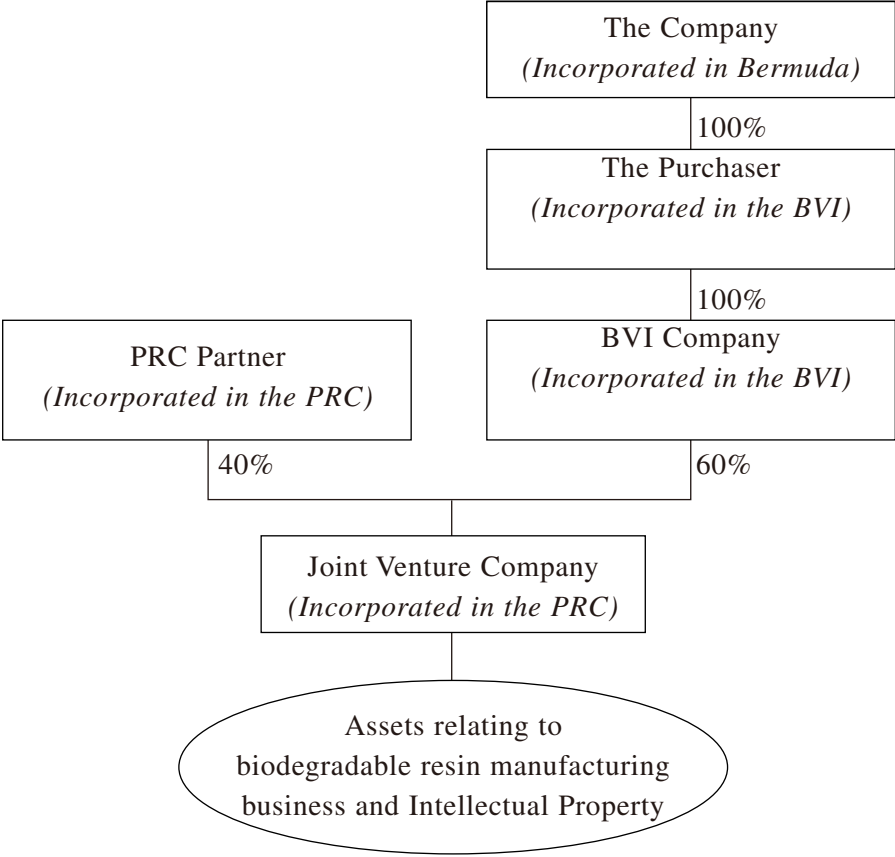 The Company
(Incorporated in Bermuda)
100%
The Purchaser
(Incorporated in the BVI)
100%
PRC Partner
(Incorporated in the PRC)
BVI Company
(Incorporated in the BVI)
40%
60%
Joint Venture Company
(Incorporated in the PRC)
Assets relating to
biodegradable resin manufacturing
business and Intellectual Property